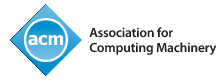 acm
Association for
Computing Machinery